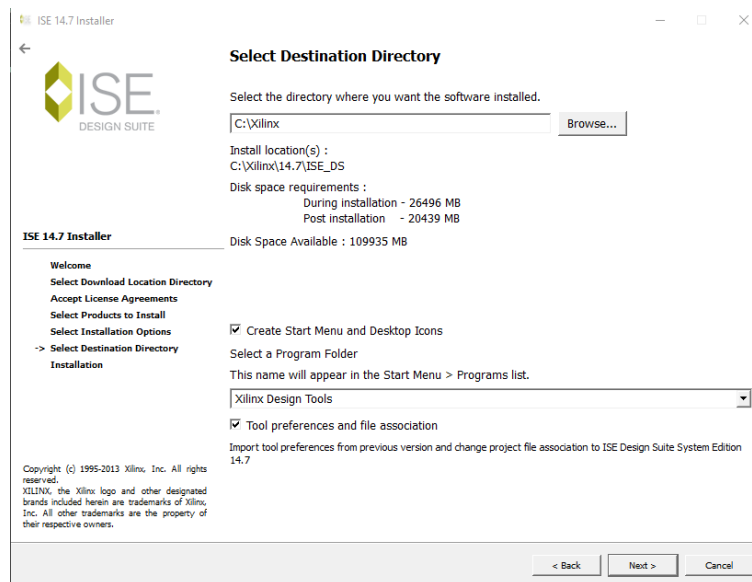 ISE 14.7 Installer
ISE.
DESIGN SUITE
ISE 14.7 Installer
Welcome
Select Download Location Directory
Accept License Agreements
Select Products to Install
Select Installation Options
-> Select Destination Directory
Installation
Copyright (c) 1995-2013 Xilinx, Inc. All rights
reserved.
XILINX, the Xilinx logo and other designated
brands included herein are trademarks of Xilinx,
Inc. All other trademarks are the property of
their respective owners.
Select Destination Directory
Select the directory where you want the software installed.
C:\Xilinx
Browse...
Install location(s) :
C:\Xilinx\14.7\ISE_DS
Disk space requirements :
During installation - 26496 MB
Post installation - 20439 MB
Disk Space Available : 109935 MB
Create Start Menu and Desktop Icons
Select a Program Folder
This name will appear in the Start Menu > Programs list.
Xilinx Design Tools
Tool preferences and file association
Import tool preferences from previous version and change project file association to ISE Design Suite System Edition
14.7
< Back
Next >
Cancel